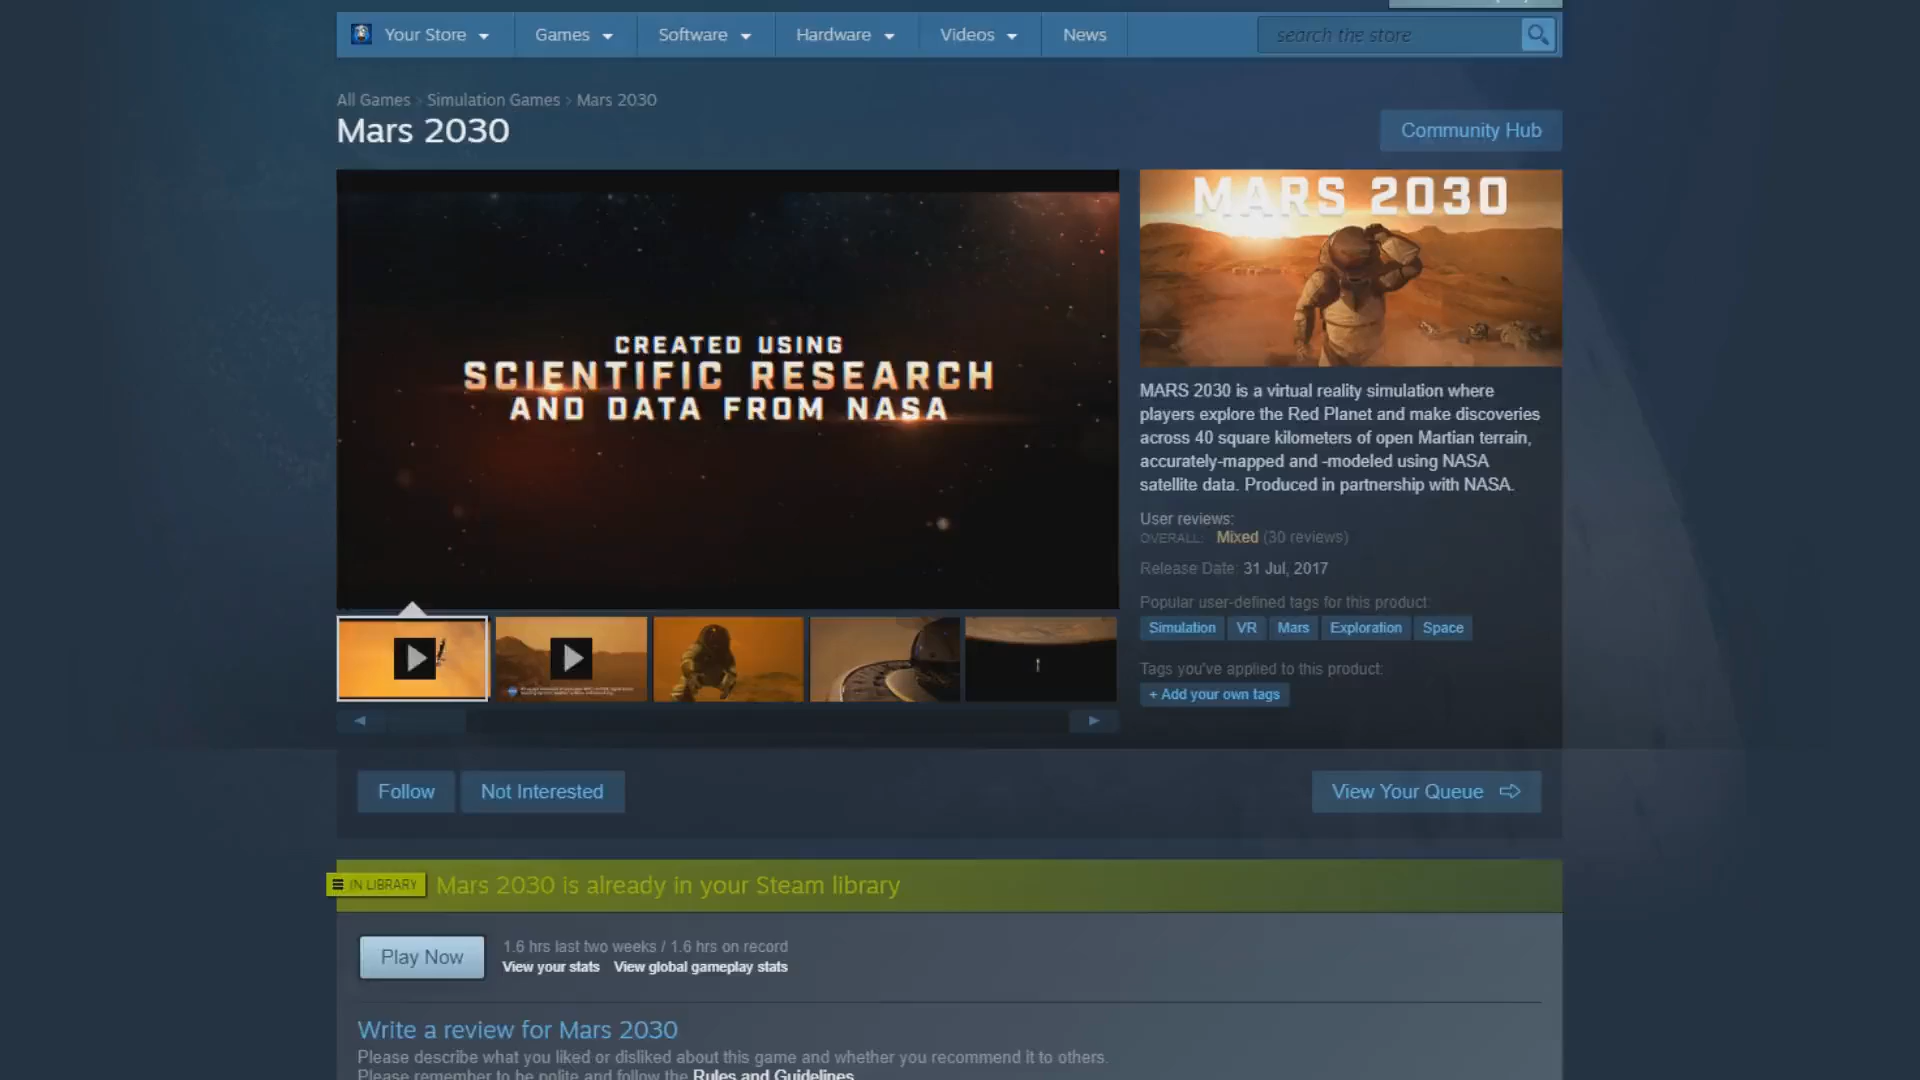 Your Store Games Software Hardware Videos News search the store
All Games > Simulation Games > Mars 2030
Mars 2030
Community Hub
CREATED USING
SCIENTIFIC RESEARCH
AND DATA FROM NASA
MARS 2030
MARS 2030 is a virtual reality simulation where
players explore the Red Planet and make discoveries
across 40 square kilometers of open Martian terrain,
accurately-mapped and -modeled using NASA
satellite data. Produced in partnership with NASA.
User reviews:
OVERALL: Mixed (30 reviews)
Release Date: 31 Jul, 2017
Popular user-defined tags for this product:
Simulation VR Mars Exploration Space
Tags you've applied to this product:
+ Add your own tags
Follow Not Interested View Your Queue
IN LIBRARY Mars 2030 is already in your Steam library
Play Now
1.6 hrs last two weeks / 1.6 hrs on record
View your stats View global gameplay stats
Write a review for Mars 2030
Please describe what you liked or disliked about this game and whether you recommend it to others.
Please remember to be polite and follow the Rules and Guidelines.